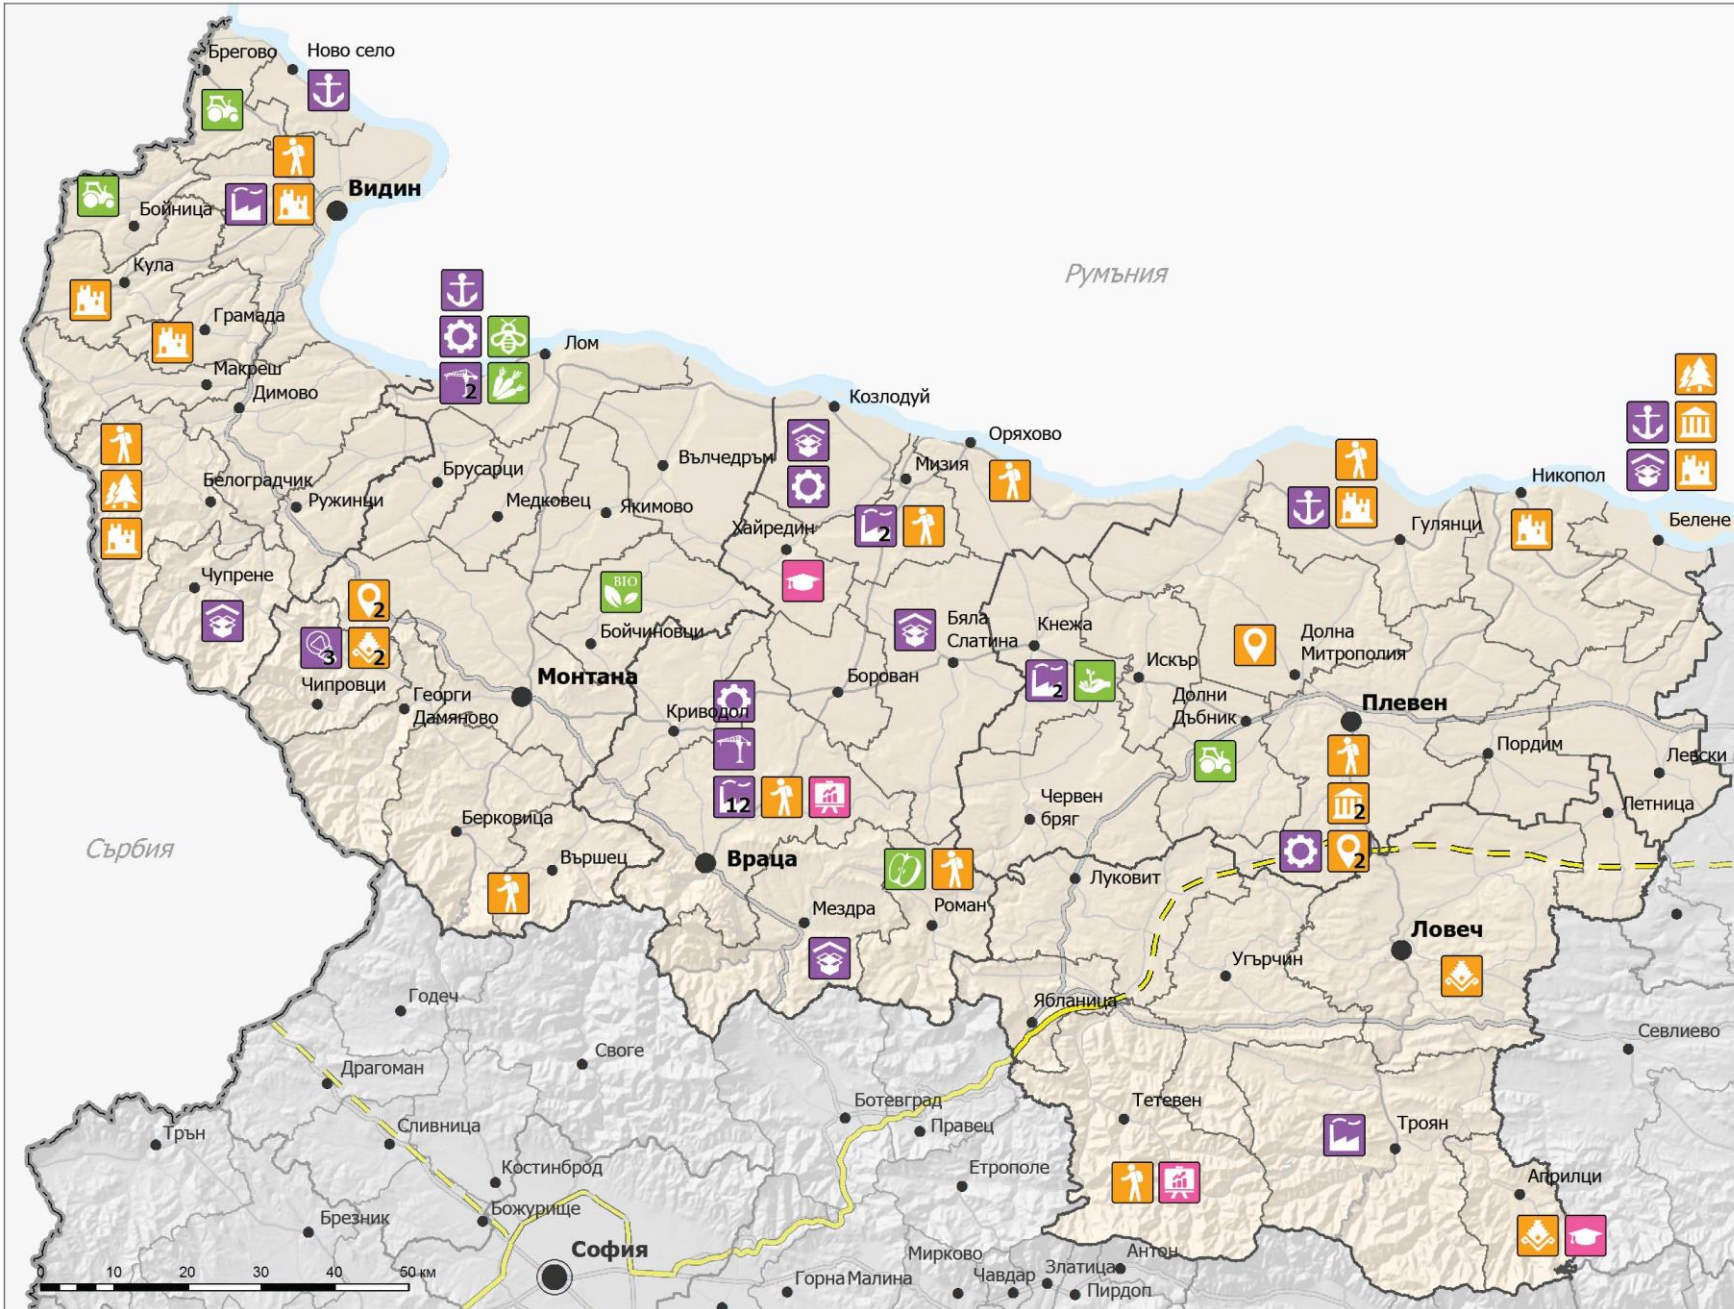 Брегово
Ново село
Видин
Бойница
Кула
Румъния
Грамада
Лом
Макреш
2
Димово
Козлодуй
Оряхово
Вълчедръм
Брусарци
Мизия
Никопол
Белоградчик
Ружинци
Медковец
Якимово
2
Гулянци
Белене
Хайредин
Чупрене
BIO
2
Бойчиновци
Бяла
Слатина
Кнежа
Долна
Митрополия
3
2
Искър
Монтана
Борован
2
Чипровци
Георги
Дамяново
Криводол
Долни
Дъбник
Плевен
Пордим
Левски
12
2
Летница
Червен
бряг
Берковица
Сърбия
Вършец
Враца
2
Луковит
Мездра
Роман
Ловеч
Угърчин
Годеч
Ябланица
Севлиево
Своге
Драгоман
Ботевград
Тетевен
Троян
Правец
Трън
Сливница
Костинброд
Етрополе
Априлци
Божурище
Брезник
София
Мирково
Антон
Златица
0 10 20 30 40 50 км
Горна Малина
Чавдар
Пирдоп